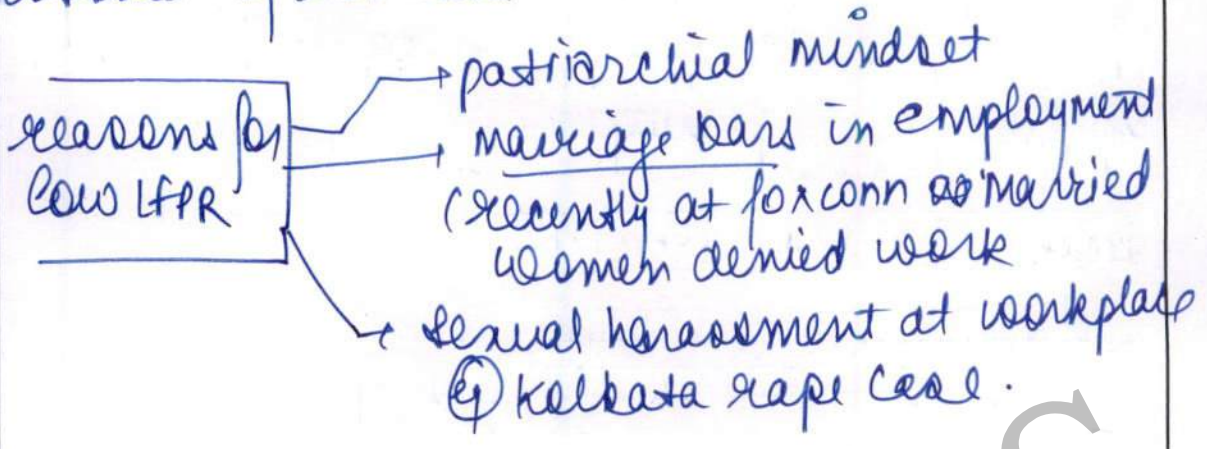 reasons for
low LFPR
patriarchial mindset
marriage bars in employment
(recently at foxconn married
women denied work
sexual harassment at workplace
eg Kolkata rape case.